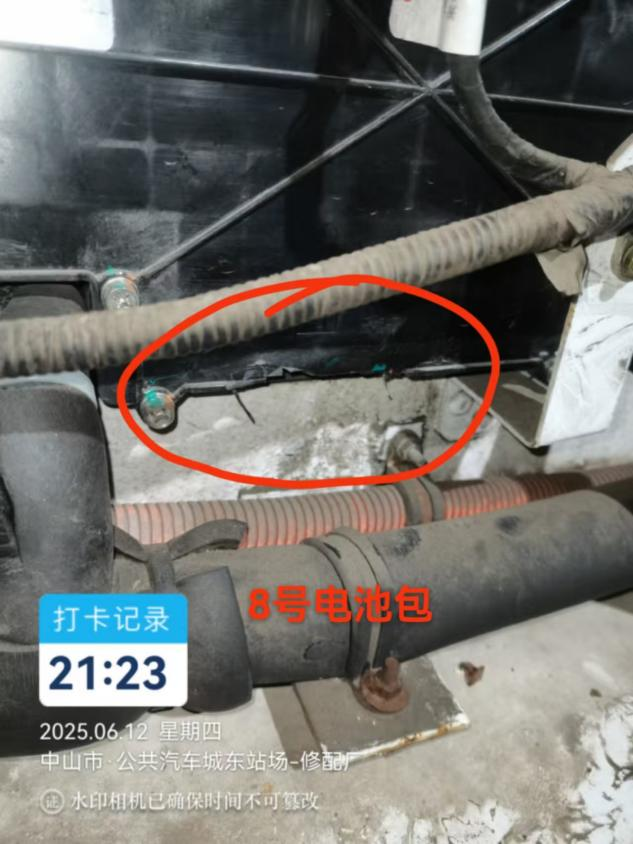 8号电池包
打卡记录
21:23
2025.06.12 星期四
中山市·公共汽车城东站场-修配厂
证 水印相机已确保时间不可篡改